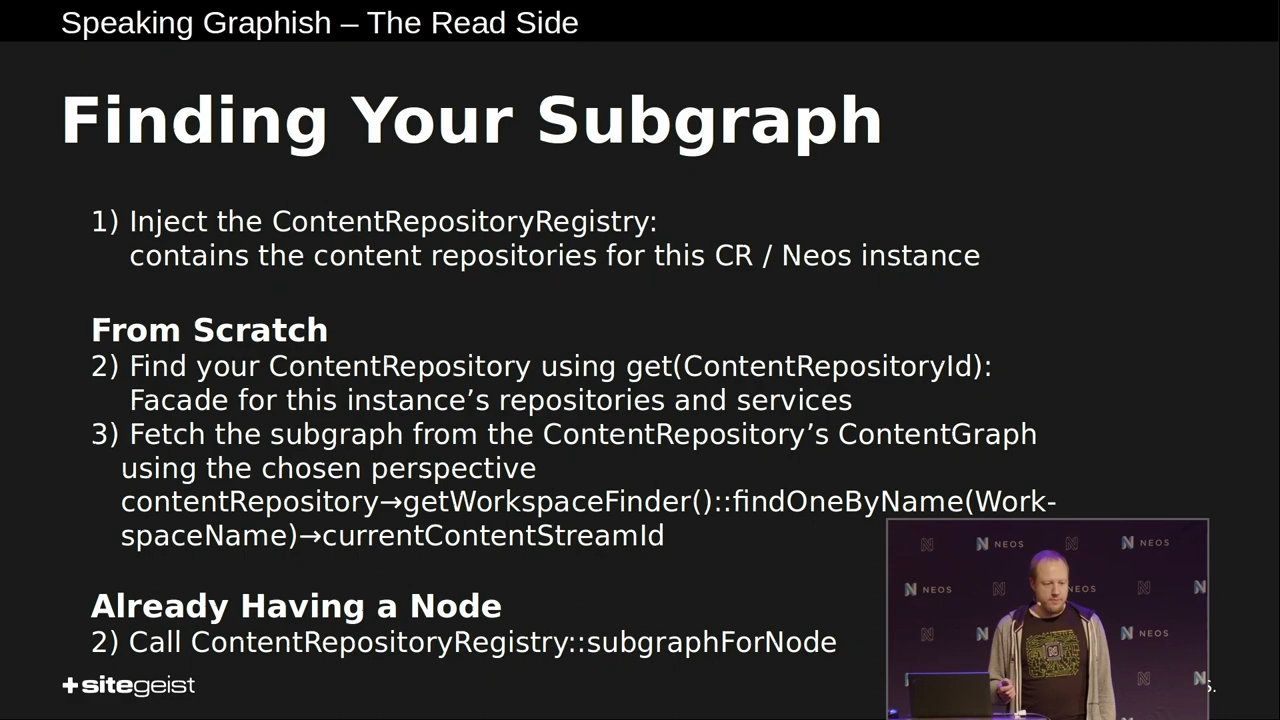 Speaking Graphish – The Read Side
Finding Your Subgraph
1) Inject the ContentRepositoryRegistry:
contains the content repositories for this CR / Neos instance
From Scratch
2) Find your ContentRepository using get(ContentRepositoryId):
Facade for this instance’s repositories and services
3) Fetch the subgraph from the ContentRepository’s ContentGraph
using the chosen perspective
contentRepository→getWorkspaceFinder()::findOneByName(Work-
spaceName)→currentContentStreamId
Already Having a Node
2) Call ContentRepositoryRegistry::subgraphForNode
+sitegeist
NEOS
NEOS
NEOS
NEOS
NEOS
s.